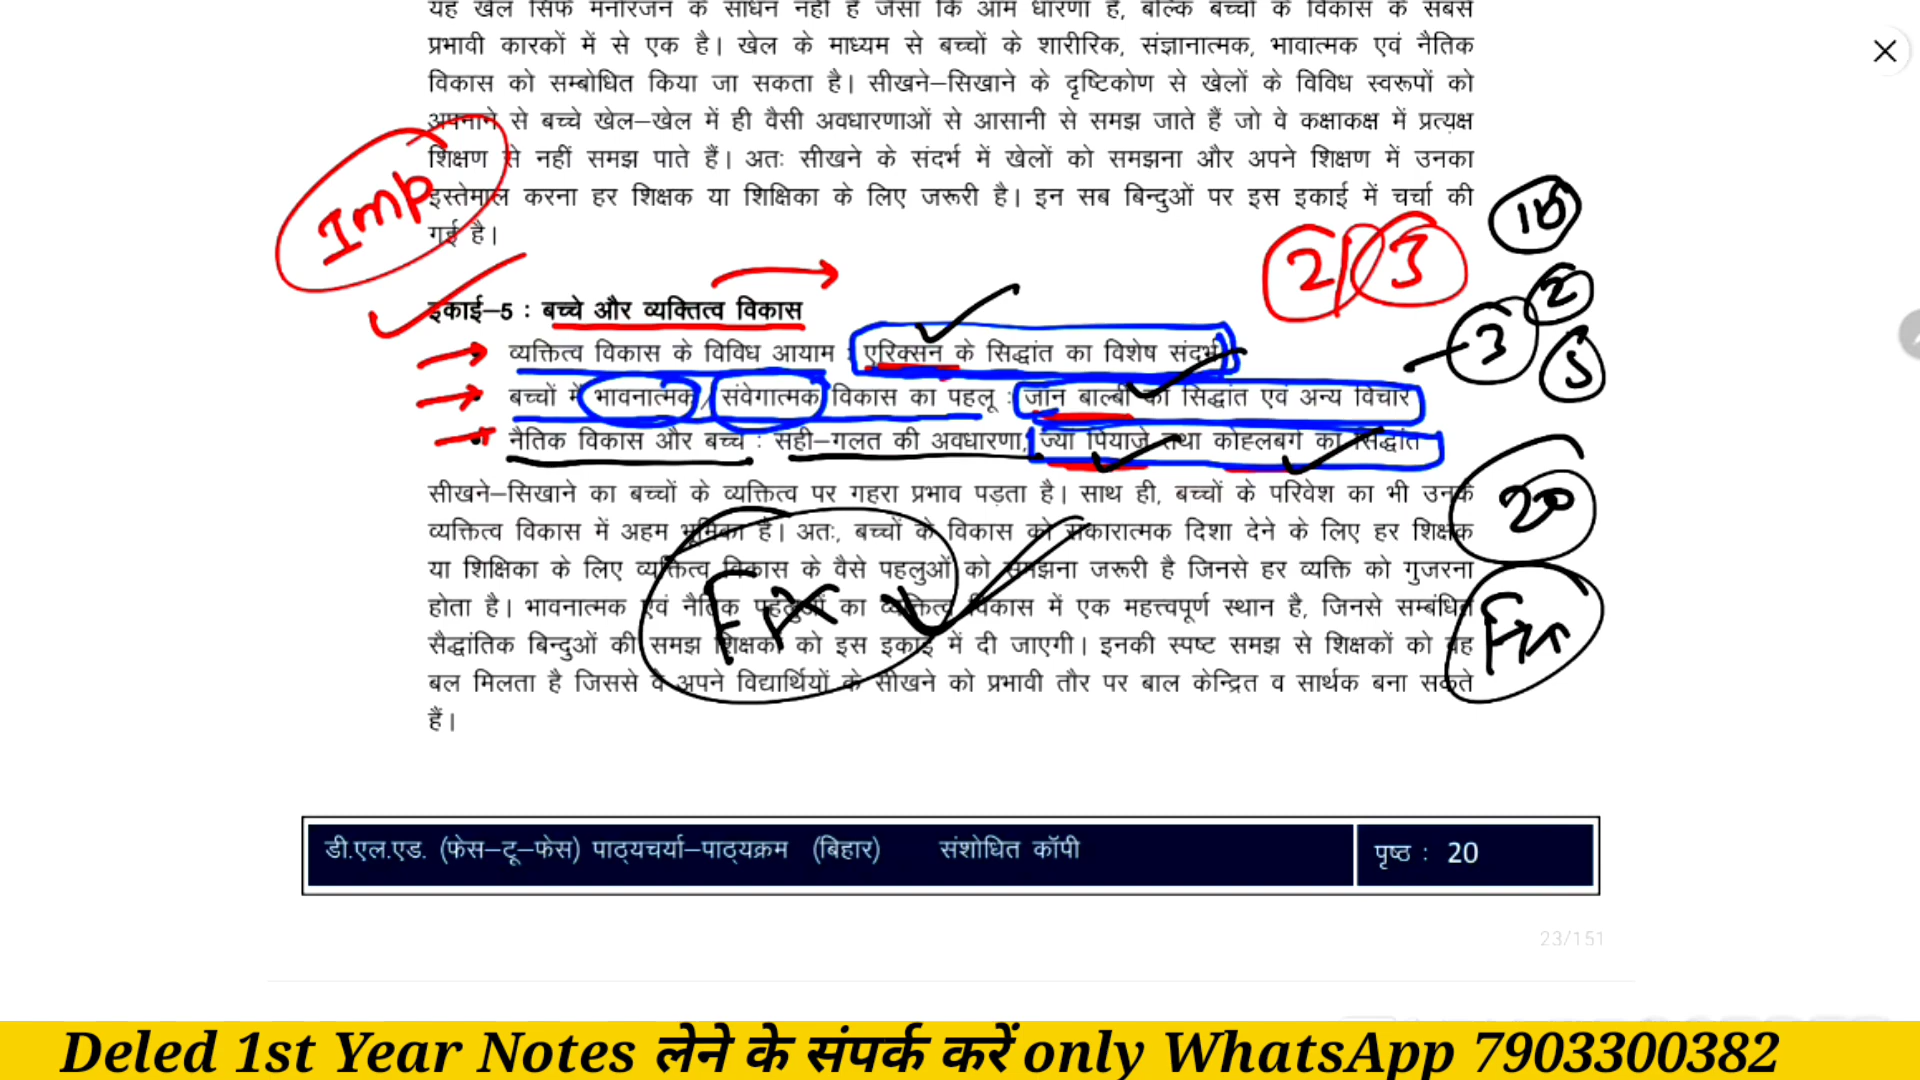 यह खेल सिर्फ मनोरंजन के साधन नहीं है जैसा कि आम धारणा है, बल्कि बच्चों के विकास के सबसे
प्रभावी कारकों में से एक है। खेल के माध्यम से बच्चों के शारीरिक, संज्ञानात्मक, भावात्मक एवं नैतिक
विकास को सम्बोधित किया जा सकता है। सीखने–सिखाने के दृष्टिकोण से खेलों के विविध स्वरूपों को
अपनाने से बच्चे खेल–खेल में ही वैसी अवधारणाओं से आसानी से समझ जाते हैं जो वे कक्षाकक्ष में प्रत्यक्ष
शिक्षण से नहीं समझ पाते हैं। अतः सीखने के संदर्भ में खेलों को समझना और अपने शिक्षण में उनका
Imp
इस्तेमाल करना हर शिक्षक या शिक्षिका के लिए जरूरी है। इन सब बिन्दुओं पर इस इकाई में चर्चा की
गई है।
2 3
2
इकाई–5 : बच्चे और व्यक्तित्व विकास
व्यक्तित्व विकास के विविध आयाम : एरिक्सन के सिद्धांत का विशेष संदर्भ
3
5
बच्चों में भावनात्मक / संवेगात्मक विकास का पहलू : जॉन बाल्बी का सिद्धांत एवं अन्य विचार
नैतिक विकास और बच्चे : सही–गलत की अवधारणा, ज्यां पियाजे तथा कोह्लबर्ग का सिद्धांत
सीखने–सिखाने का बच्चों के व्यक्तित्व पर गहरा प्रभाव पड़ता है। साथ ही, बच्चों के परिवेश का भी उनके
20
व्यक्तित्व विकास में अहम भूमिका है। अतः, बच्चों के विकास को सकारात्मक दिशा देने के लिए हर शिक्षक
या शिक्षिका के लिए व्यक्तित्व विकास के वैसे पहलुओं को समझना जरूरी है जिनसे हर व्यक्ति को गुजरना
होता है। भावनात्मक एवं नैतिक पहलुओं का व्यक्तित्व विकास में एक महत्त्वपूर्ण स्थान है, जिनसे सम्बंधित
Fix
सैद्धांतिक बिन्दुओं की समझ शिक्षकों को इस इकाई में दी जाएगी। इनकी स्पष्ट समझ से शिक्षकों को यह
बल मिलता है जिससे वे अपने विद्यार्थियों के सीखने को प्रभावी तौर पर बाल केन्द्रित व सार्थक बना सकते
हैं।
डी.एल.एड. (फेस–टू–फेस) पाठ्यचर्या–पाठ्यक्रम (बिहार) संशोधित कॉपी पृष्ठ : 20
23/151
Deled 1st Year Notes लेने के संपर्क करें only WhatsApp 7903300382